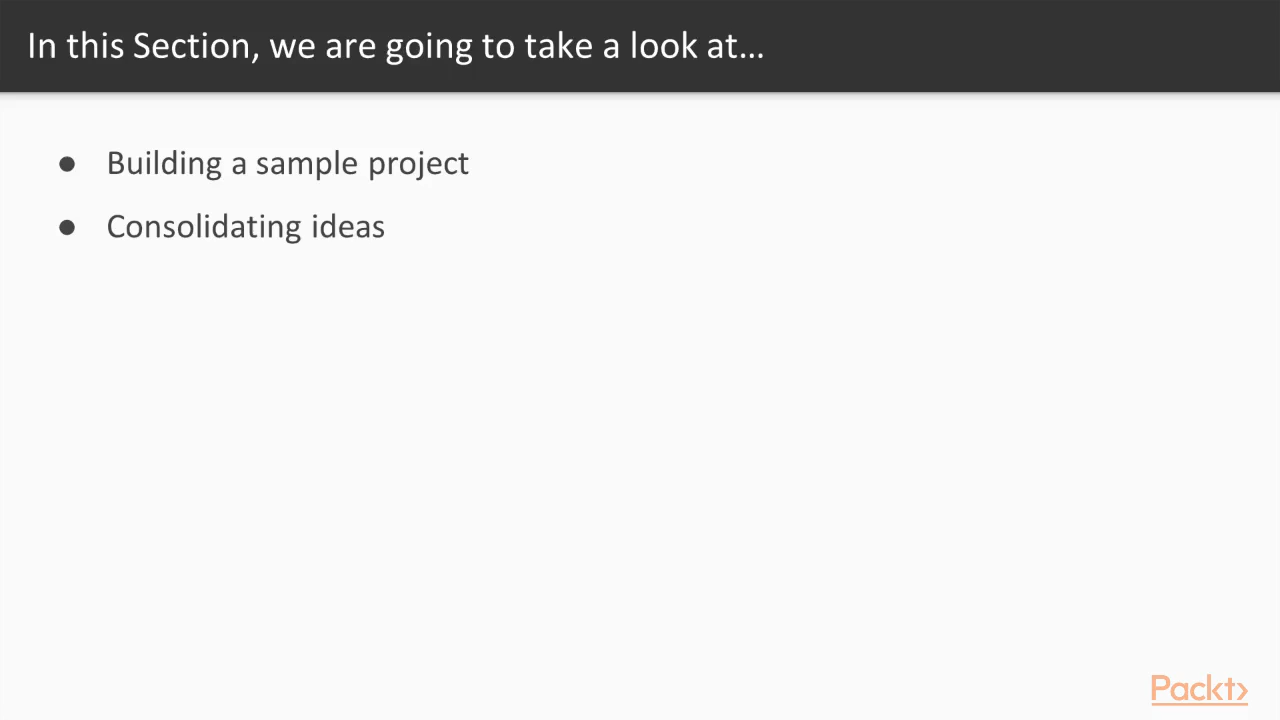 In this Section, we are going to take a look at...
● Building a sample project
● Consolidating ideas
Packt>